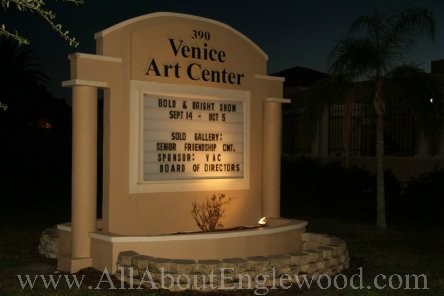 390
Venice
Art Center
BOLD & BRIGHT SHOW
SEPT 14 - OCT 5
SOLO GALLERY:
SENIOR FRIENDSHIP CNT.
SPONSOR: VAC
BOARD OF DIRECTORS
www.AllAboutEnglewood.com